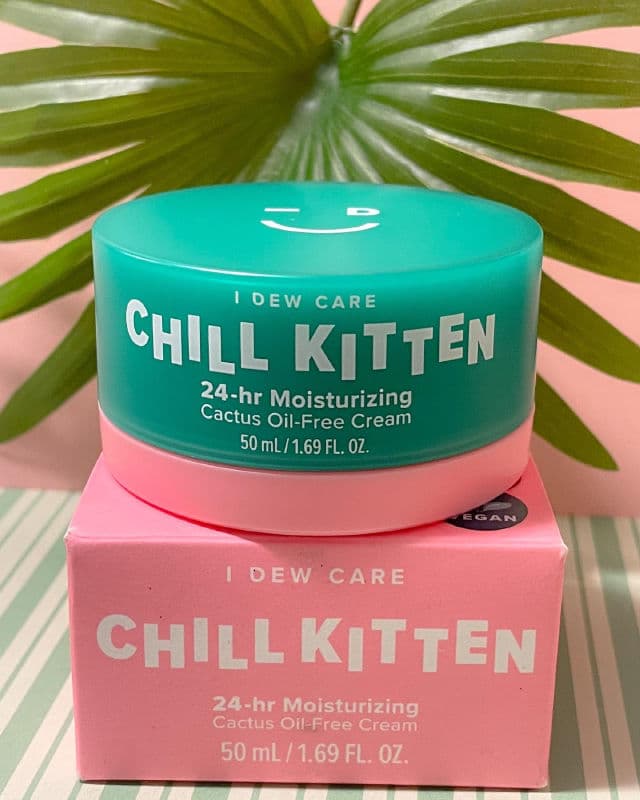 I DEW CARE
CHILL KITTEN
24-hr Moisturizing
Cactus Oil-Free Cream
50 mL / 1.69 FL. OZ.
VEGAN
I DEW CARE
CHILL KITTEN
24-hr Moisturizing
Cactus Oil-Free Cream
50 mL / 1.69 FL. OZ.